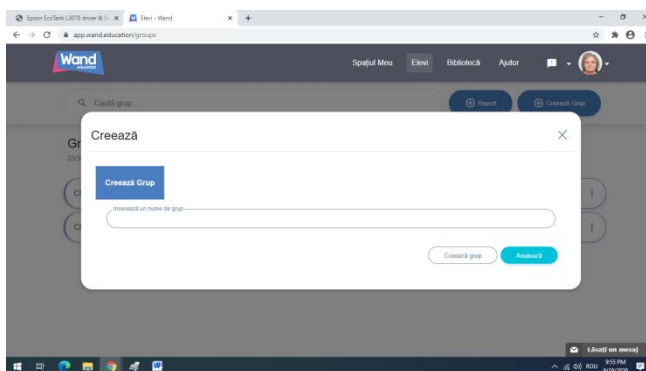 Epson EcoTank L3070 driver &
Elevi - Wand
app.wand.education/groups
Wand
education
Spațiul Meu
Elevi
Bibliotecă
Ajutor
Caută grup...
Raport
Creează Grup
Creează
Gr
Creează Grup
Inserează un nume de grup
Creează grup
Anulează
Lăsați un mesaj
ROU
9:55 PM